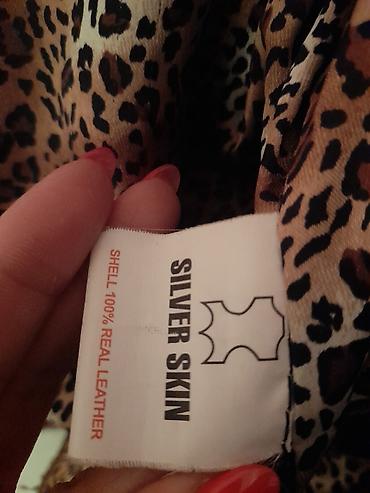 SILVER SKIN
SHELL 100% REAL LEATHER